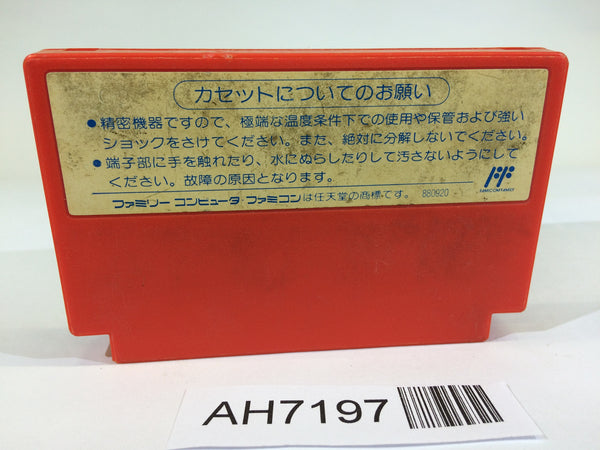 カセットについてのお願い
●精密機器ですので、極端な温度条件下での使用や保管および強い
ショックをさけてください。また、絶対に分解しないでください。
●端子部に手を触れたり、水にぬらしたりして汚さないようにして
ください。故障の原因となります。
FAMICOM FAMILY
ファミリー コンピュータ・ファミコンは任天堂の商標です。 880920
AH7197